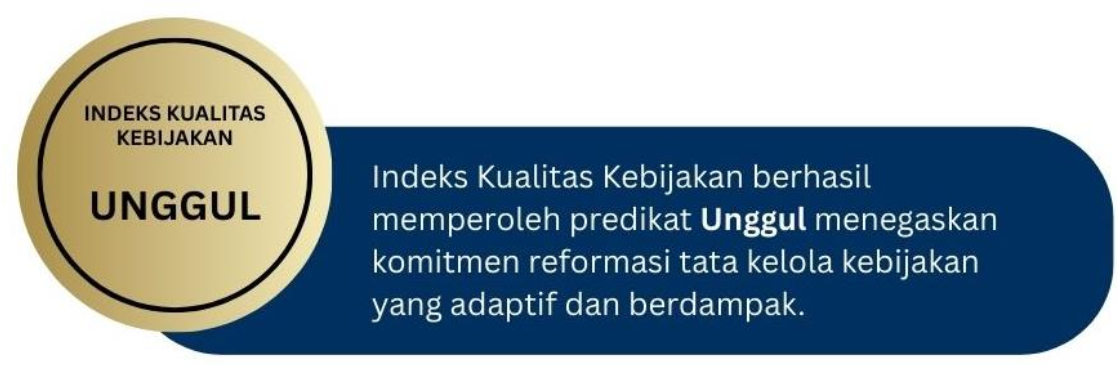 INDEKS KUALITAS
KEBIJAKAN
UNGGUL
Indeks Kualitas Kebijakan berhasil
memperoleh predikat Unggul menegaskan
komitmen reformasi tata kelola kebijakan
yang adaptif dan berdampak.